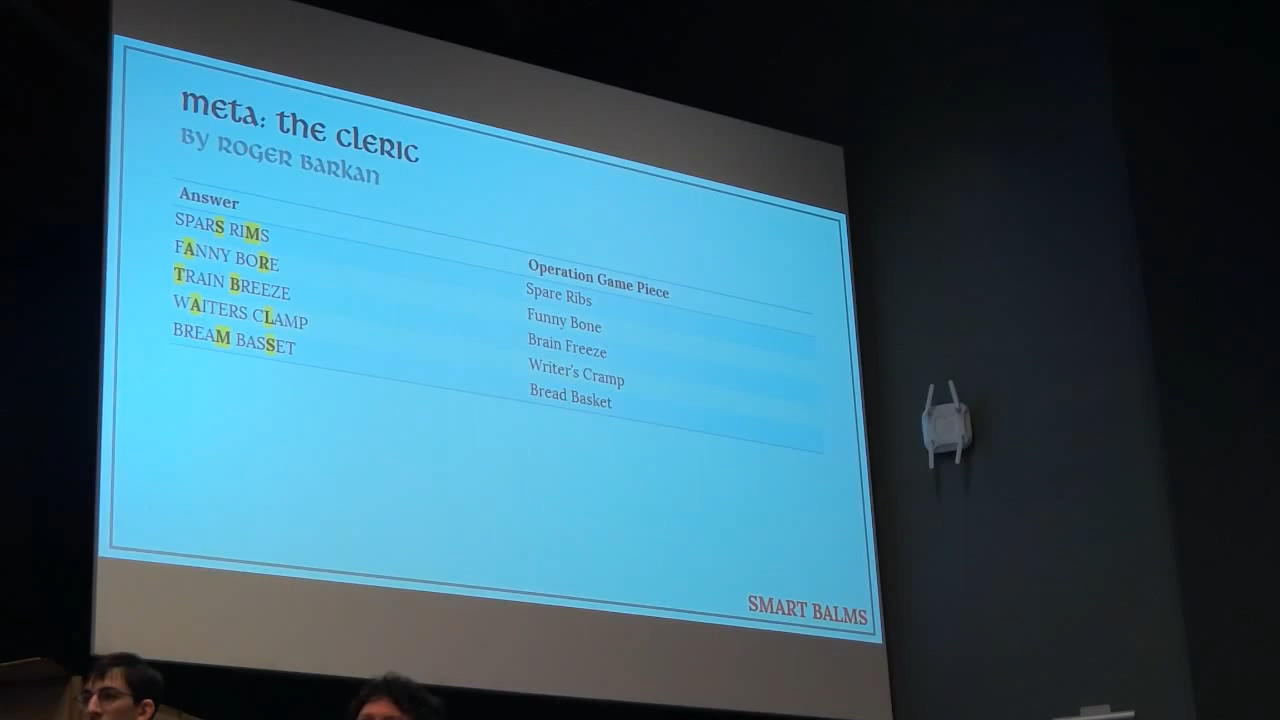 meta: the cleric
by Roger Barkan
Answer
Operation Game Piece
SPARS RIMS
Spare Ribs
FANNY BORE
Funny Bone
TRAIN BREEZE
Brain Freeze
WAITERS CLAMP
Writer's Cramp
BREAM BASSET
Bread Basket
SMART BALMS